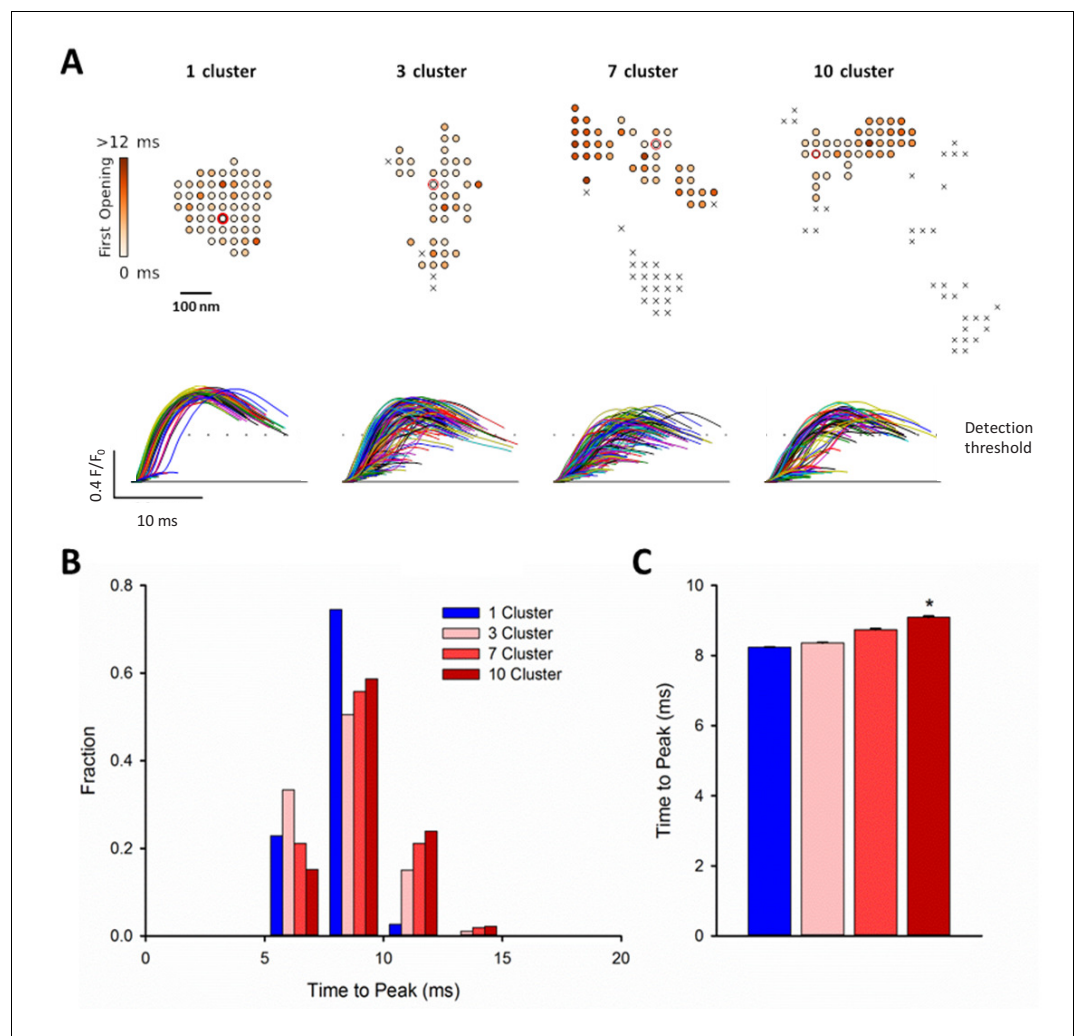 A
1 cluster
3 cluster
7 cluster
10 cluster
>12 ms
First Opening
0 ms
100 nm
Detection
threshold
0.4 F/F0
10 ms
B
Fraction
0.8
0.6
0.4
0.2
0.0
1 Cluster
3 Cluster
7 Cluster
10 Cluster
0
5
10
15
20
Time to Peak (ms)
C
Time to Peak (ms)
10
8
6
4
2
0
*